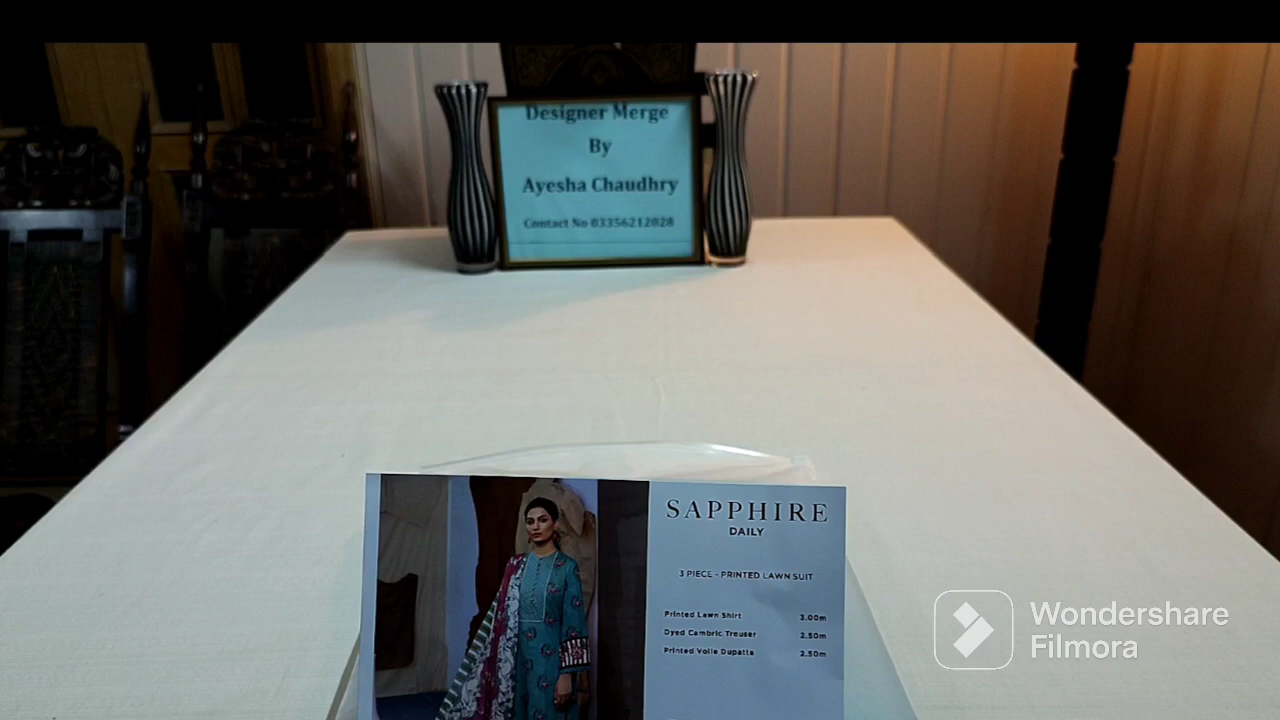 Designer Merge
By
Ayesha Chaudhry
Contact No 03356212028
SAPPHIRE
DAILY
3 PIECE - PRINTED LAWN SUIT
Printed Lawn Shirt 3.00m
Dyed Cambric Trouser 2.50m
Printed Voile Dupatta 2.50m
Wondershare
Filmora